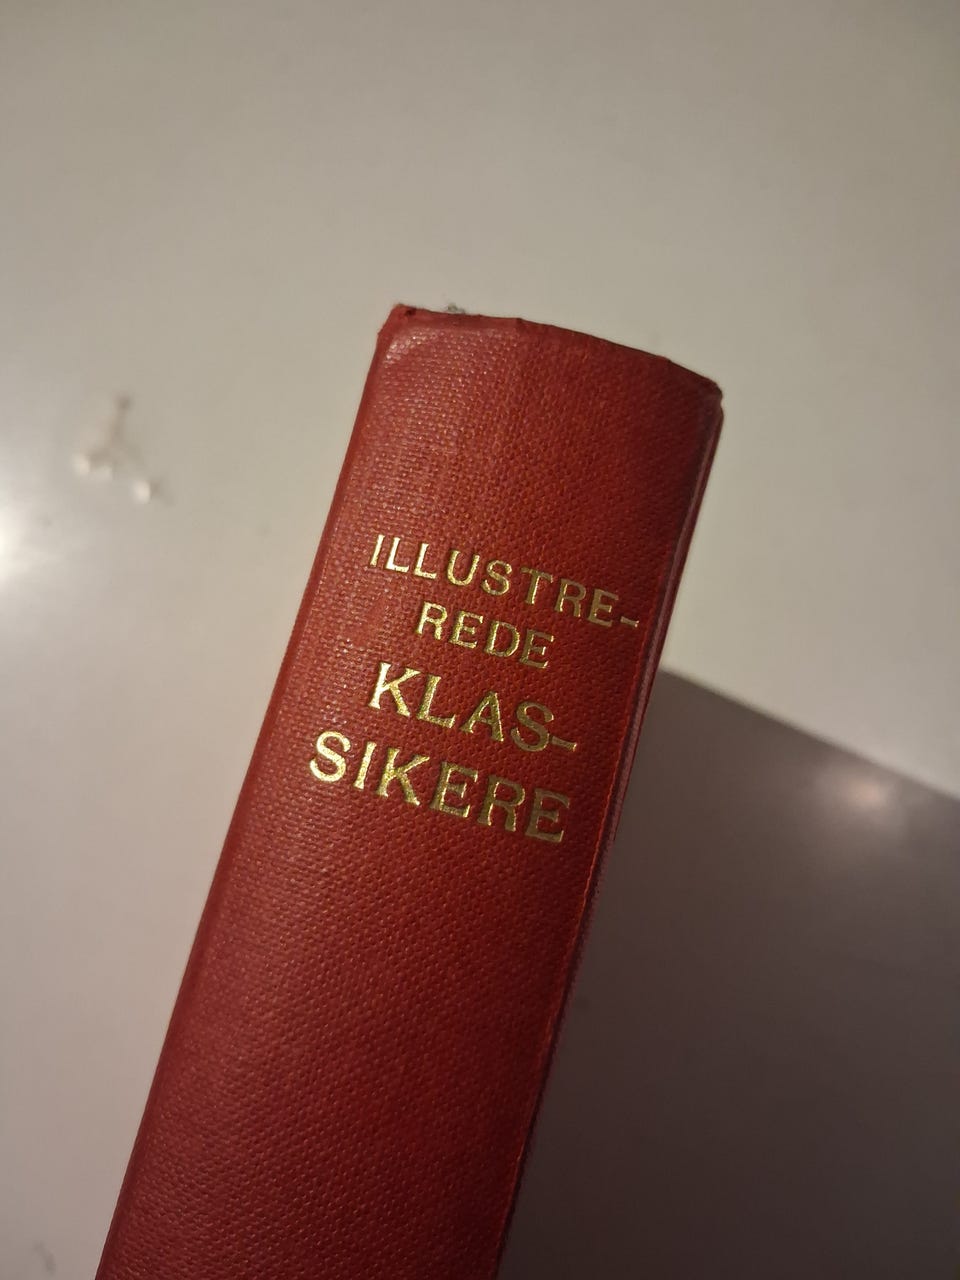 ILLUSTRE-
REDE
KLAS-
SIKERE